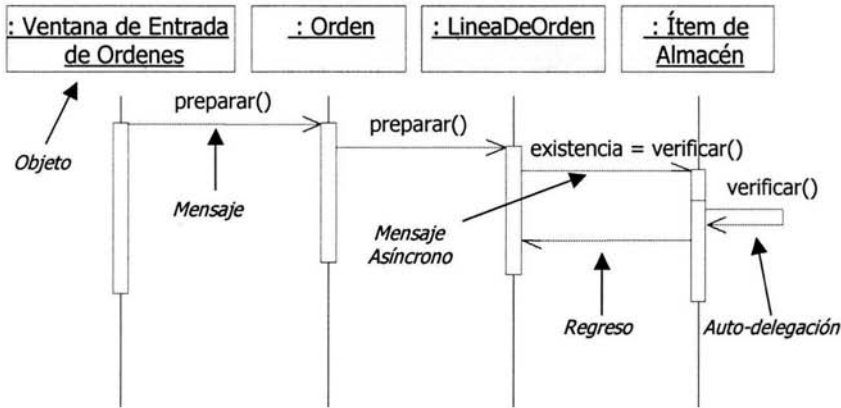 : Ventana de Entrada
de Ordenes
: Orden
: LineaDeOrden
: Ítem de
Almacén
preparar()
preparar()
existencia = verificar()
verificar()
Objeto
Mensaje
Mensaje
Asíncrono
Regreso
Auto-delegación